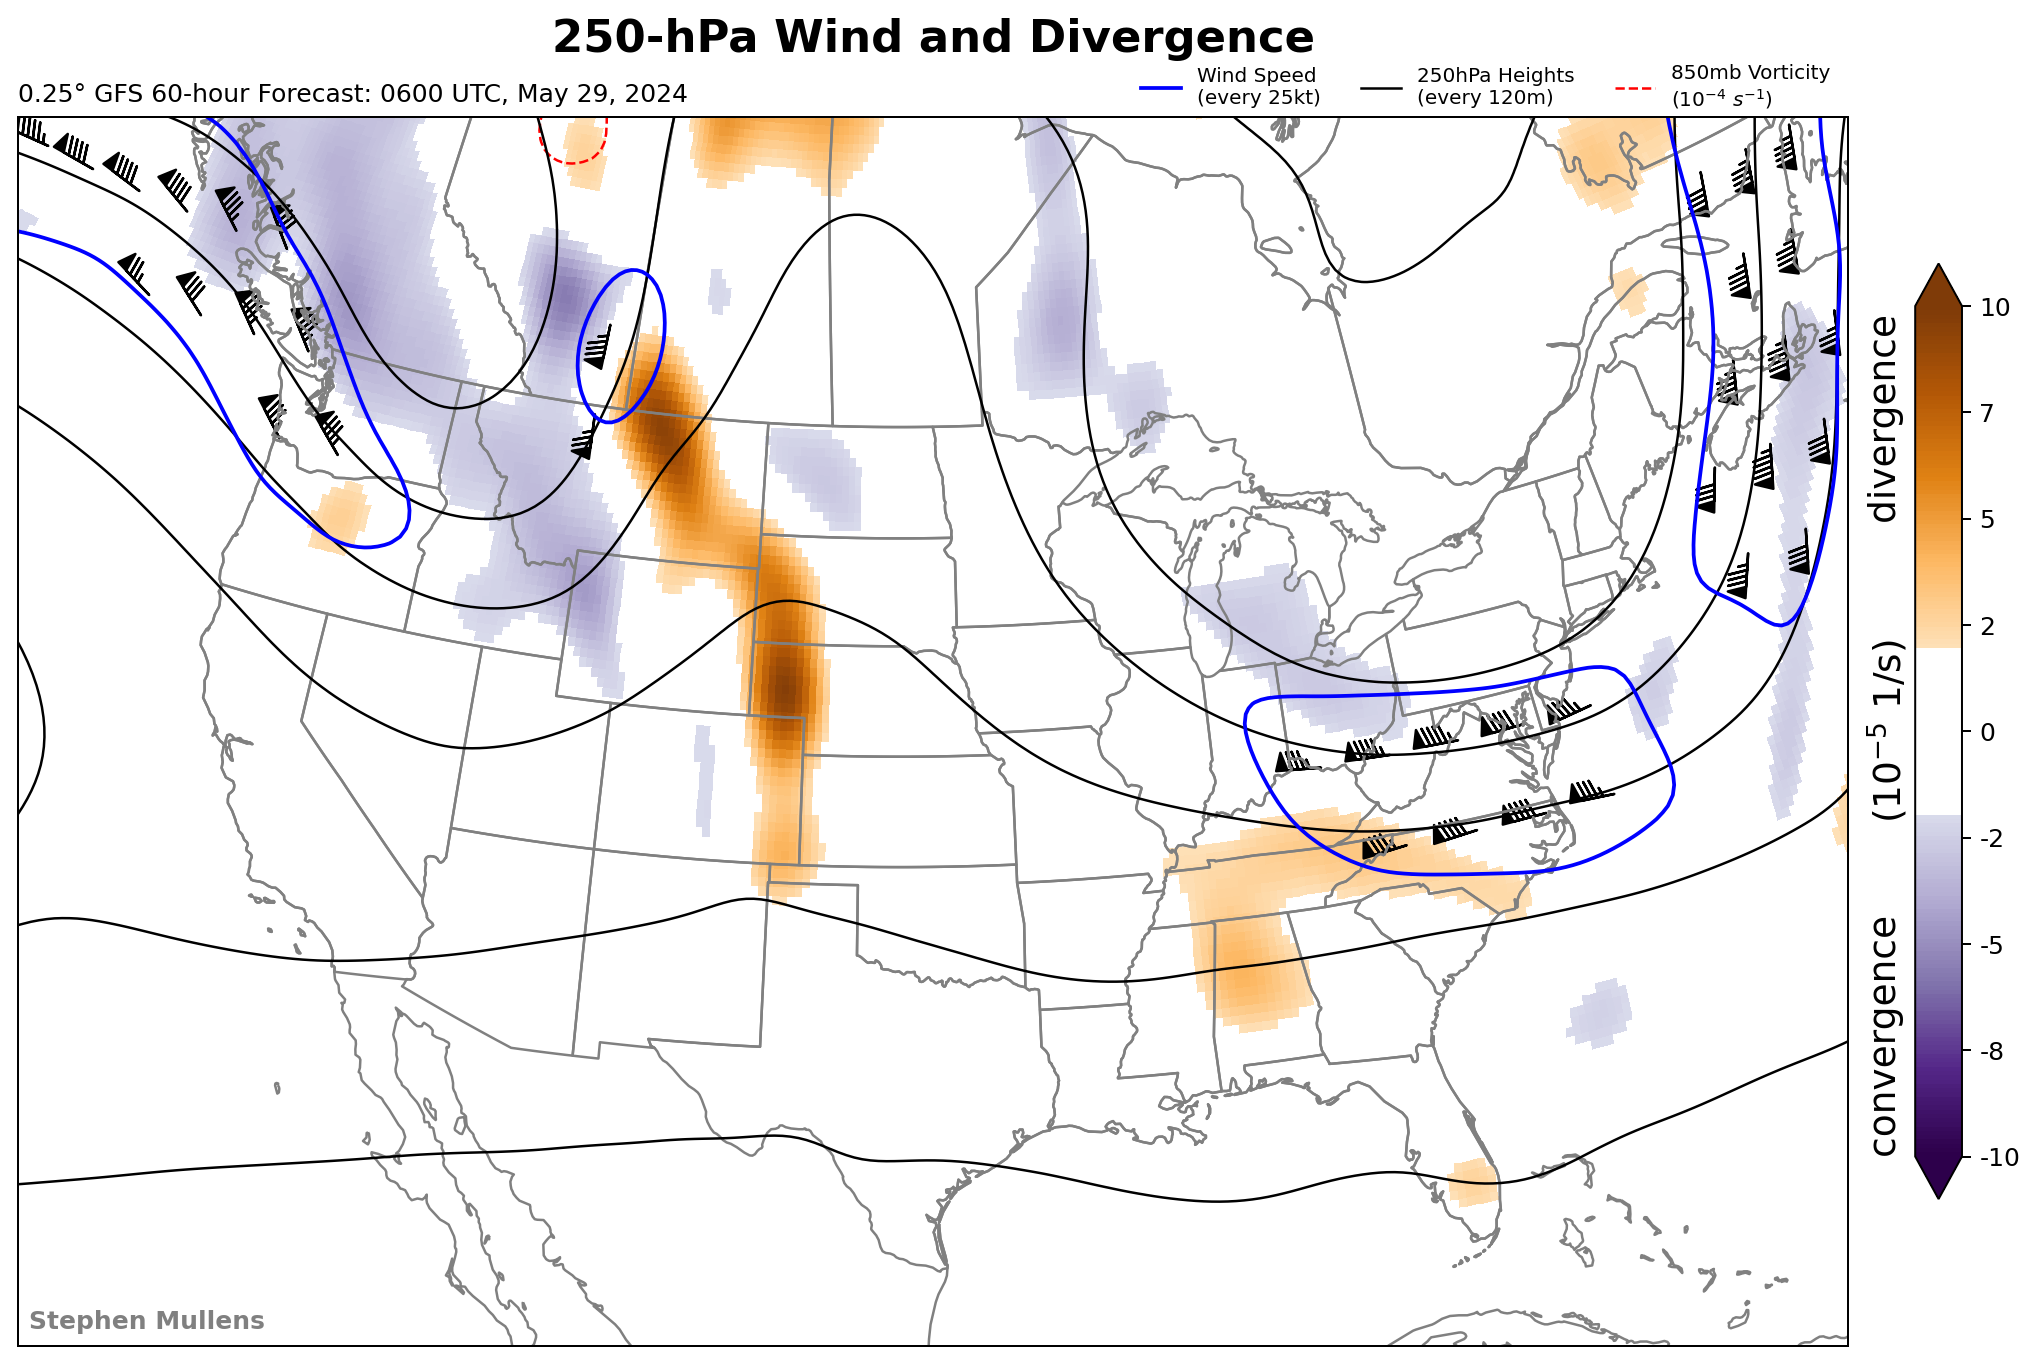 250-hPa Wind and Divergence
0.25° GFS 60-hour Forecast: 0600 UTC, May 29, 2024
Wind Speed
(every 25kt)
250hPa Heights
(every 120m)
850mb Vorticity
(10⁻⁴ s⁻¹)
10
7
5
2
0
-2
-5
-8
-10
convergence (10⁻⁵ 1/s) divergence
Stephen Mullens